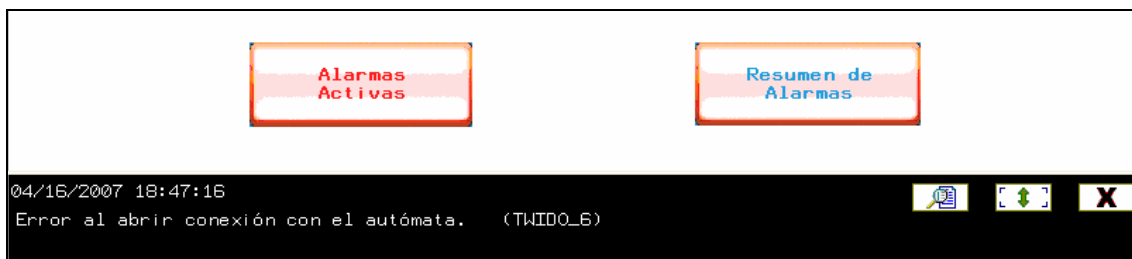 Alarmas
Activas
Resumen de
Alarmas
04/16/2007 18:47:16
Error al abrir conexión con el autómata. (TWIDO_6)
X